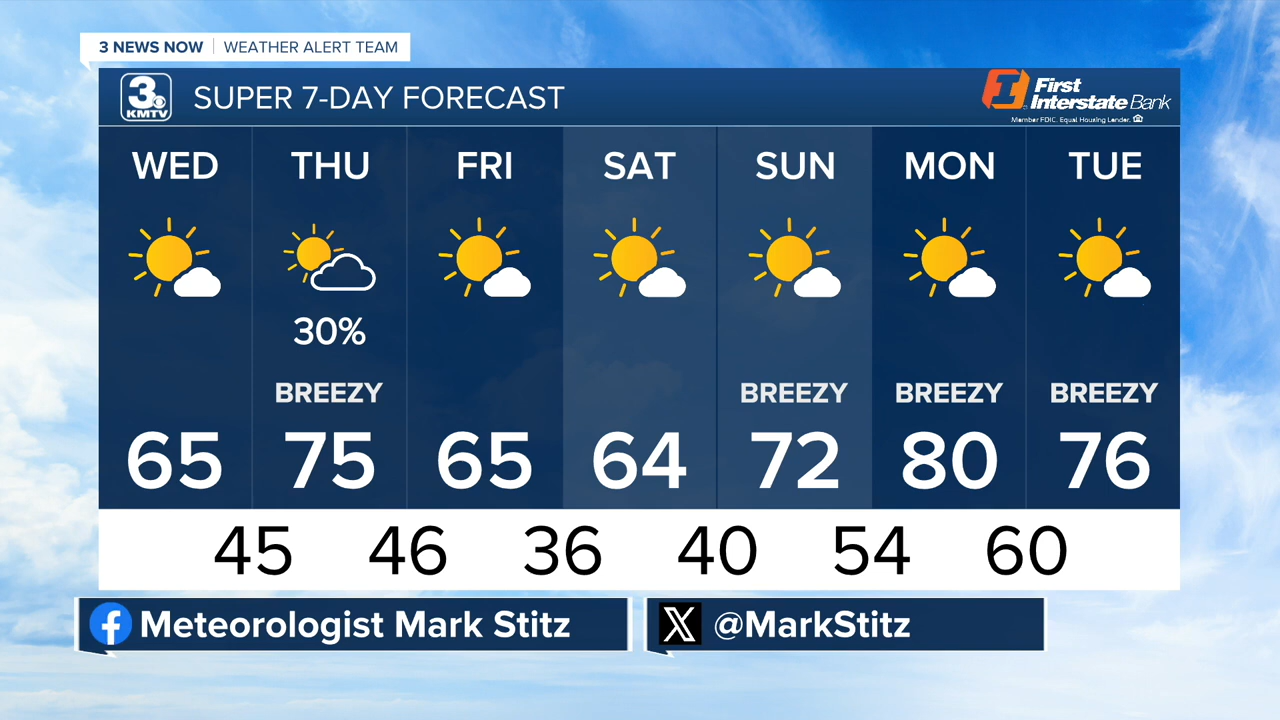 3 NEWS NOW | WEATHER ALERT TEAM
3 KMTV
SUPER 7-DAY FORECAST
I First
Interstate Bank
Member FDIC. Equal Housing Lender.
WED THU FRI SAT SUN MON TUE
30%
BREEZY BREEZY BREEZY BREEZY
65 75 65 64 72 80 76
45 46 36 40 54 60
f Meteorologist Mark Stitz X @MarkStitz